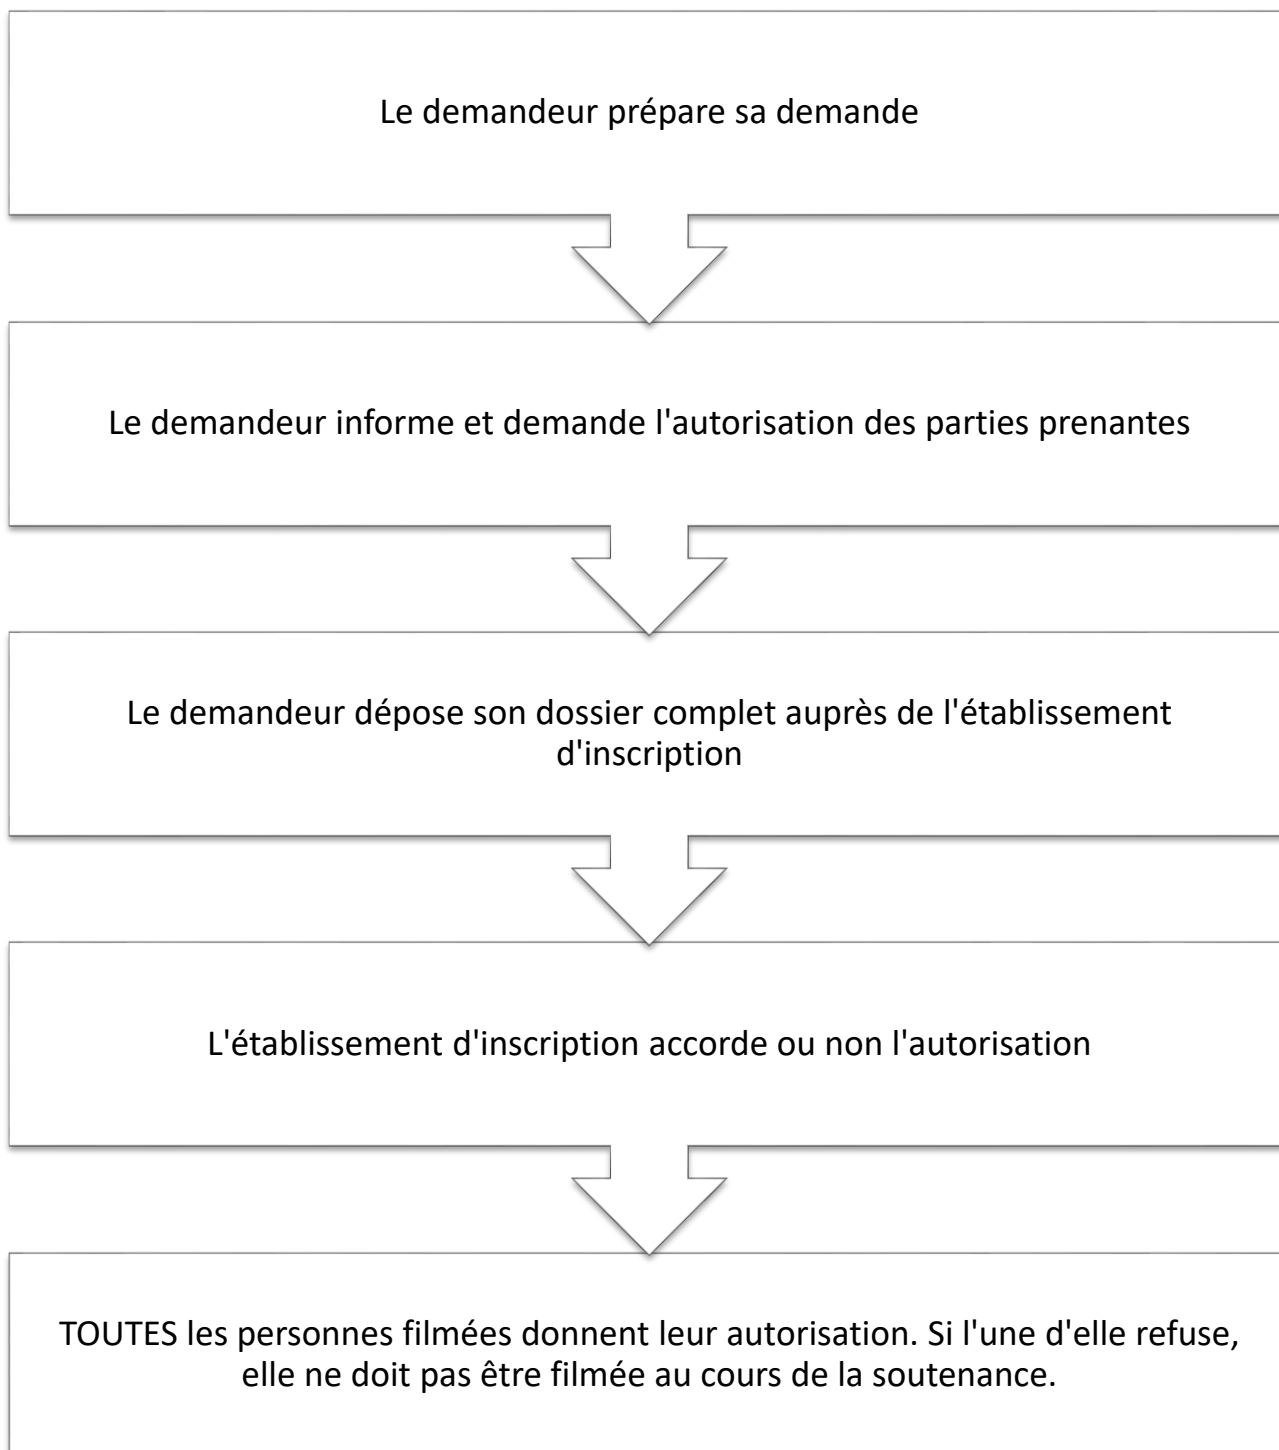 Le demandeur prépare sa demande
Le demandeur informe et demande l'autorisation des parties prenantes
Le demandeur dépose son dossier complet auprès de l'établissement
d'inscription
L'établissement d'inscription accorde ou non l'autorisation
TOUTES les personnes filmées donnent leur autorisation. Si l'une d'elle refuse,
elle ne doit pas être filmée au cours de la soutenance.